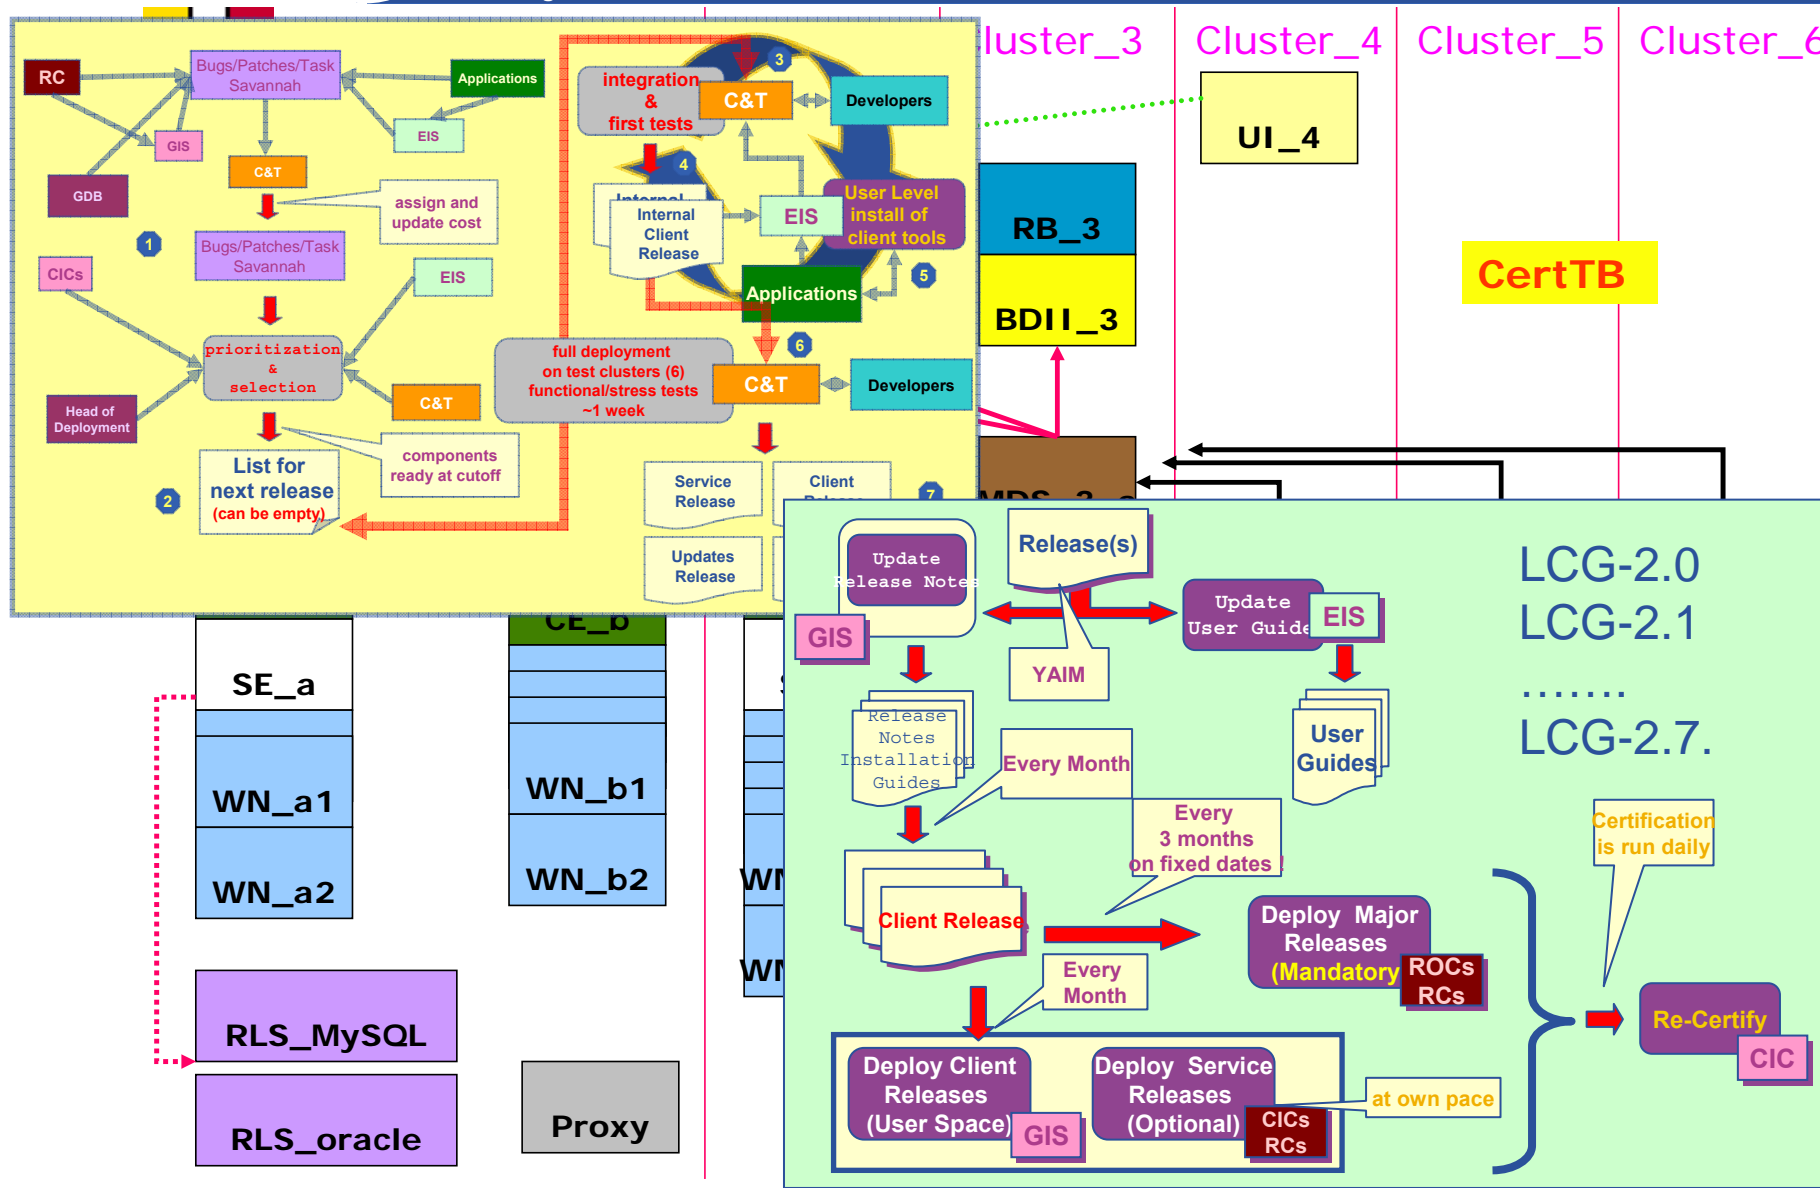 luster_3
Cluster_4
Cluster_5
Cluster_6
RC
Bugs/Patches/Task
Savannah
Applications
GIS
EIS
C&T
GDB
assign and
update cost
1
Bugs/Patches/Task
Savannah
CICs
EIS
prioritization
&
selection
Head of
Deployment
C&T
components
ready at cutoff
List for
next release
(can be empty)
2
integration
&
first tests
3
C&T
Developers
4
Internal
Internal
Client
Release
EIS
User Level
install of
client tools
5
Applications
6
full deployment
on test clusters (6)
functional/stress tests
~1 week
C&T
Developers
Service
Release
Client
Release
7
Updates
Release
UI_4
RB_3
BDII_3
CertTB
CE_b
SE_a
WN_a1
WN_a2
WN_b1
WN_b2
WN
WN
RLS_MySQL
RLS_oracle
Proxy
Update
Release Notes
GIS
Release(s)
Update
User Guide
EIS
YAIM
LCG-2.0
LCG-2.1
.......
LCG-2.7.
Release
Notes
Installation
Guides
Every Month
User
Guides
Every
3 months
on fixed dates !
Certification
is run daily
Client Release
Every
Month
Deploy Major
Releases
(Mandatory
ROCs
RCs
Re-Certify
CIC
Deploy Client
Releases
(User Space)
GIS
Deploy Service
Releases
(Optional)
CICs
RCs
at own pace